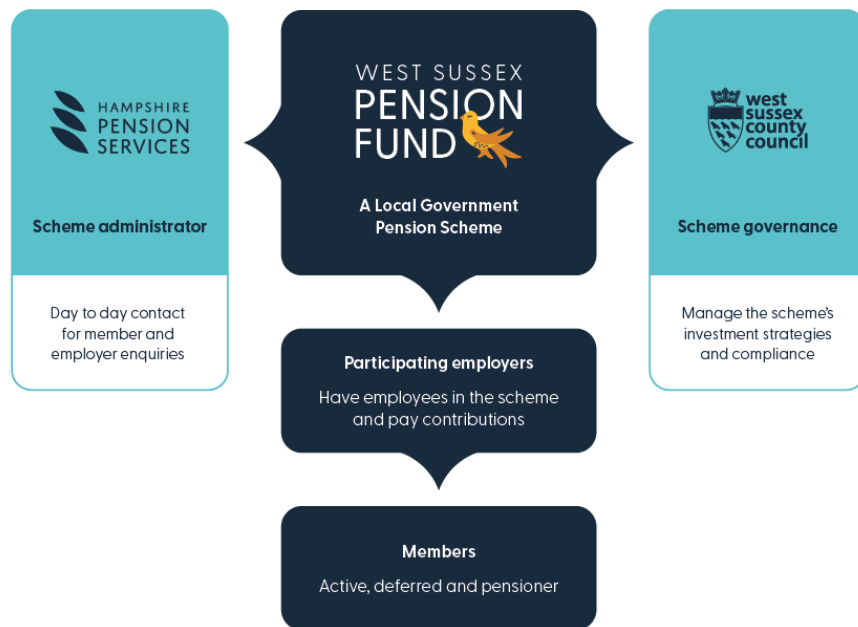 HAMPSHIRE
PENSION
SERVICES
Scheme administrator
Day to day contact
for member and
employer enquiries
WEST SUSSEX
PENSION
FUND
A Local Government
Pension Scheme
west
sussex
county
council
Scheme governance
Manage the scheme's
investment strategies
and compliance
Participating employers
Have employees in the scheme
and pay contributions
Members
Active, deferred and pensioner